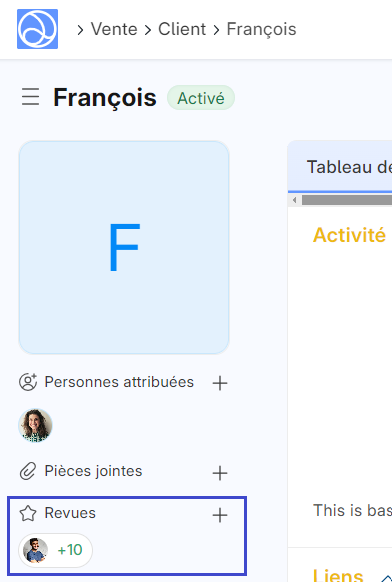 > Vente > Client > François
François Activé
Tableau de
F
Activité
Personnes attribuées
Pièces jointes
This is bas
Revues
+10
Liens